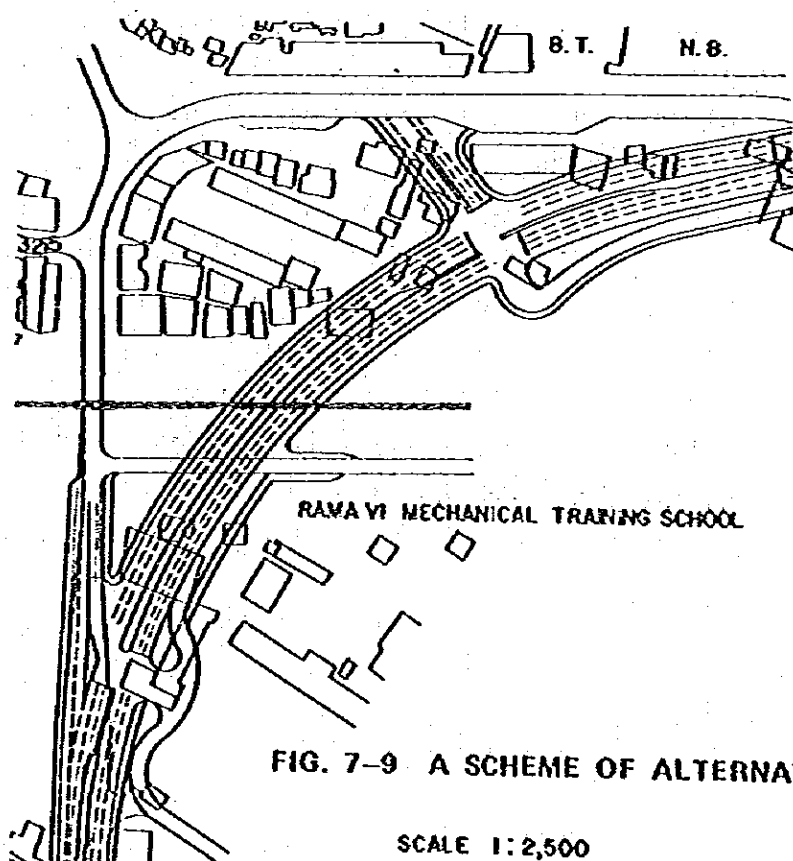 B.T. N.B.
325
RAMA VI MECHANICAL TRAINING SCHOOL
FIG. 7-9 A SCHEME OF ALTERNA
SCALE 1:2,500